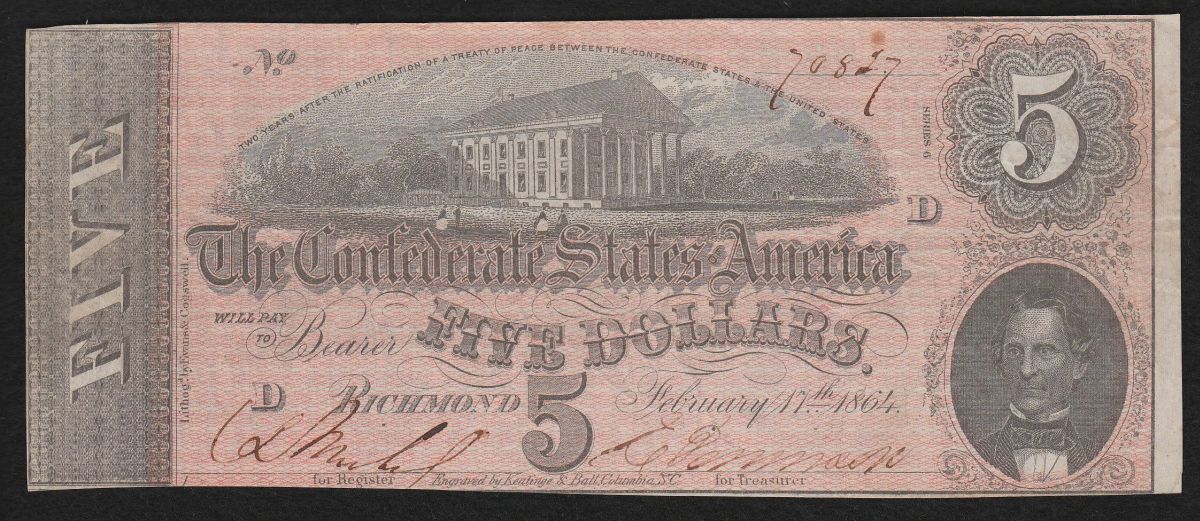 No 70827
TWO YEARS AFTER THE RATIFICATION OF A TREATY OF PEACE BETWEEN THE CONFEDERATE STATES & THE UNITED STATES
5
SERIES 6
D
The Confederate States of America
WILL PAY TO Bearer FIVE DOLLARS.
D
RICHMOND 5 February 17th 1864.
for Register
for Treasurer
Engraved by Keatinge & Ball, Columbia, S.C.
FIVE
Lithog'd by Evans & Cogswell